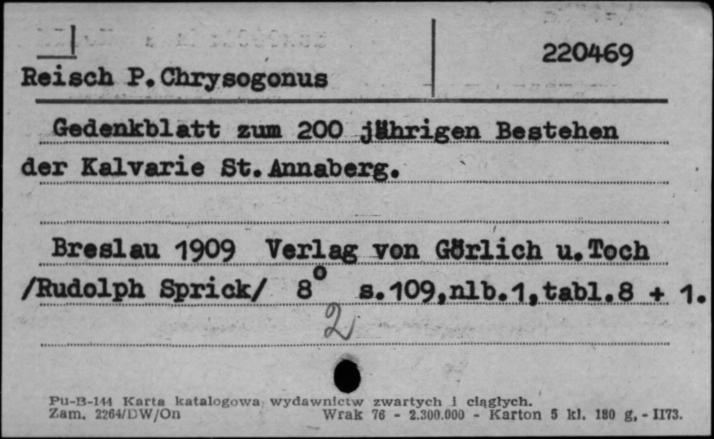 220469
Reisch P. Chrysogonus
Gedenkblatt zum 200 jährigen Bestehen
der Kalvarie St. Annaberg.
Breslau 1909 Verlag von Görlich u. Toch
/Rudolph Sprick/ 8° s.109,nlb.1,tabl.8 + 1.
2
Pu-B-144 Karta katalogowa wydawnictw zwartych i ciągłych.
Zam. 2264/DW/On Wrak 76 - 2.300.000 - Karton 5 kl. 180 g. - II73.